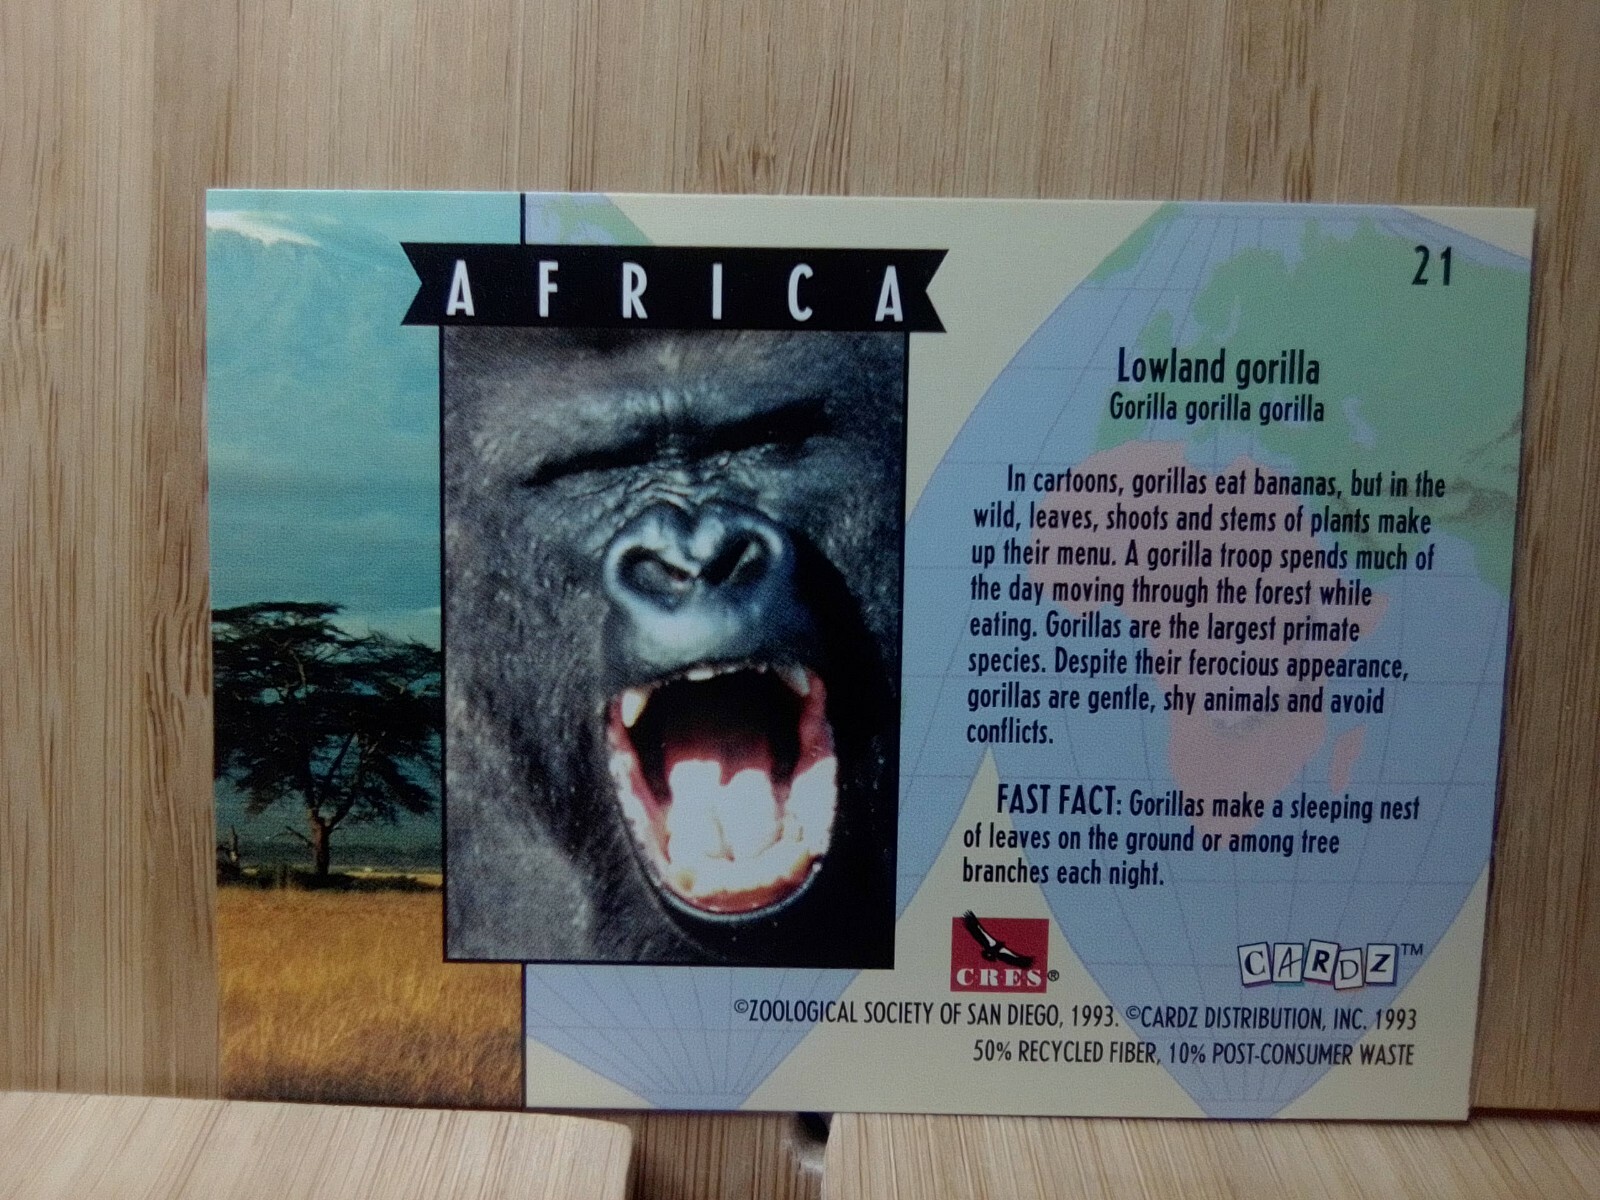 AFRICA
21
Lowland gorilla
Gorilla gorilla gorilla
In cartoons, gorillas eat bananas, but in the
wild, leaves, shoots and stems of plants make
up their menu. A gorilla troop spends much of
the day moving through the forest while
eating. Gorillas are the largest primate
species. Despite their ferocious appearance,
gorillas are gentle, shy animals and avoid
conflicts.
FAST FACT: Gorillas make a sleeping nest
of leaves on the ground or among tree
branches each night.
CRES®
CARDZ™
©ZOOLOGICAL SOCIETY OF SAN DIEGO, 1993. ©CARDZ DISTRIBUTION, INC. 1993
50% RECYCLED FIBER, 10% POST-CONSUMER WASTE